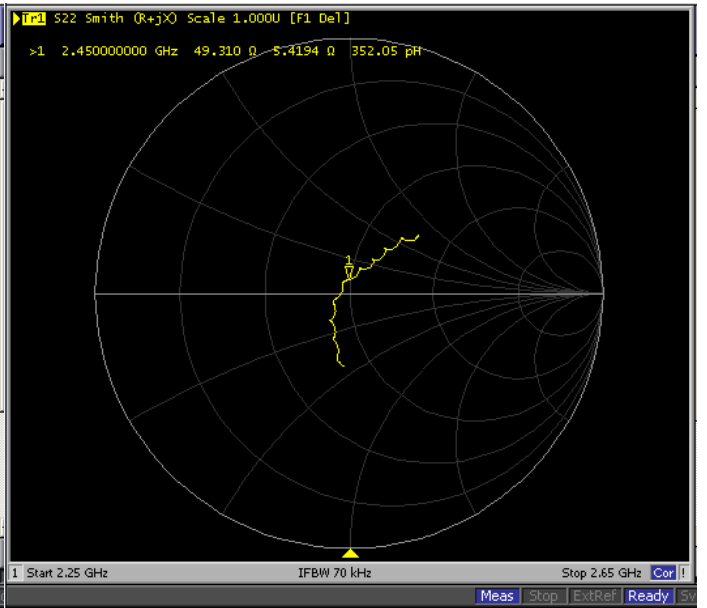 Tr1 S22 Smith (R+jX) Scale 1.000U [F1 Del]
>1 2.450000000 GHz 49.310 Ω 5.4194 Ω 352.05 pH
1
1 Start 2.25 GHz IFBW 70 kHz Stop 2.65 GHz Cor !
Meas Stop ExtRef Ready Sv